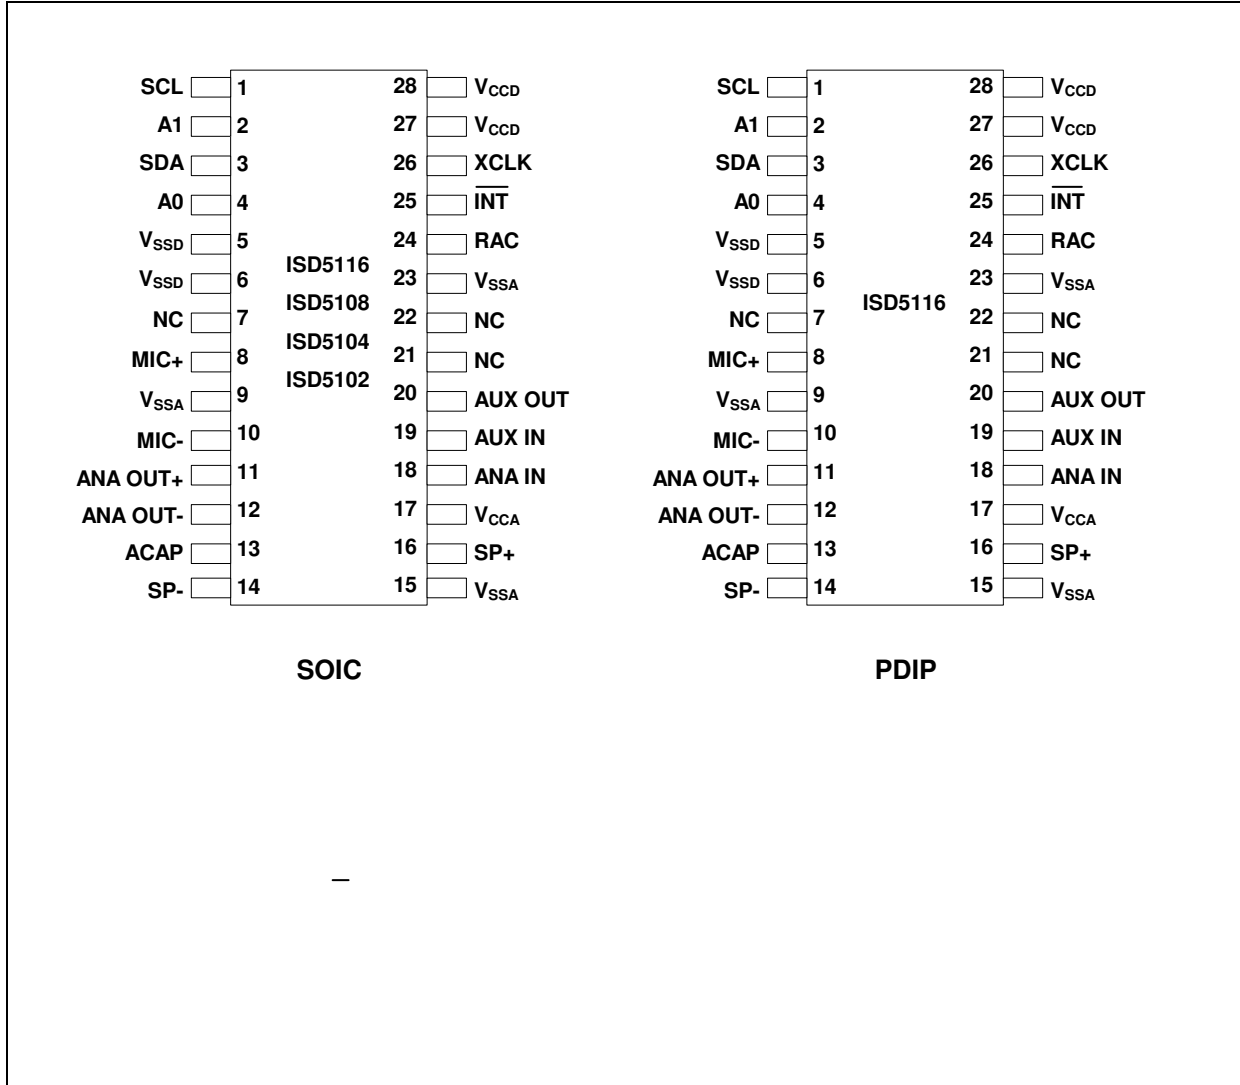 SCL 1 28 VCCD
A1 2 27 VCCD
SDA 3 26 XCLK
A0 4 25 INT
VSSD 5 24 RAC
VSSD 6 23 VSSA
NC 7 22 NC
MIC+ 8 21 NC
VSSA 9 20 AUX OUT
MIC- 10 19 AUX IN
ANA OUT+ 11 18 ANA IN
ANA OUT- 12 17 VCCA
ACAP 13 16 SP+
SP- 14 15 VSSA
ISD5116
ISD5108
ISD5104
ISD5102
SOIC
SCL 1 28 VCCD
A1 2 27 VCCD
SDA 3 26 XCLK
A0 4 25 INT
VSSD 5 24 RAC
VSSD 6 23 VSSA
NC 7 22 NC
MIC+ 8 21 NC
VSSA 9 20 AUX OUT
MIC- 10 19 AUX IN
ANA OUT+ 11 18 ANA IN
ANA OUT- 12 17 VCCA
ACAP 13 16 SP+
SP- 14 15 VSSA
ISD5116
PDIP